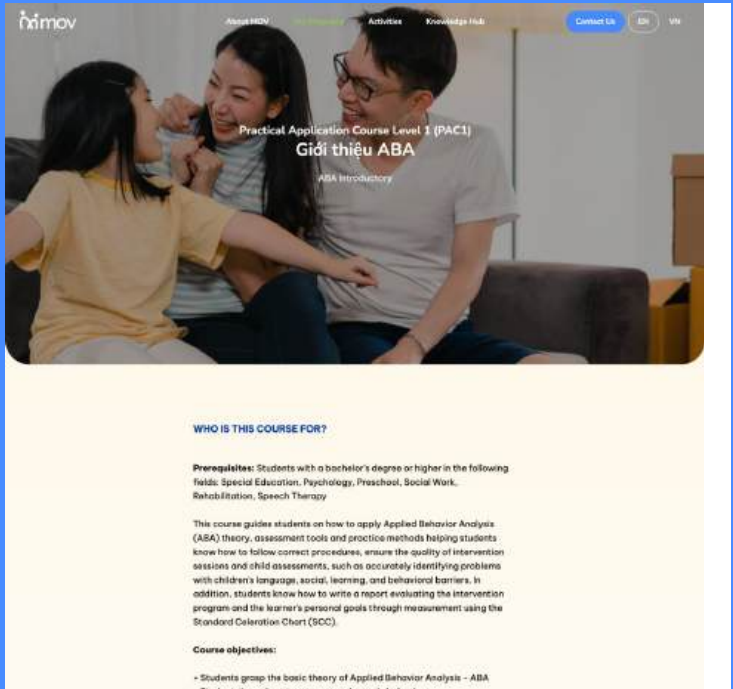 mov
About MOV
Activities
Knowledge Hub
Contact Us
EN
VN
Practical Application Course Level 1 (PAC1)
Giới thiệu ABA
ABA Introductory
WHO IS THIS COURSE FOR?
Prerequisites: Students with a bachelor's degree or higher in the following
fields: Special Education, Psychology, Preschool, Social Work,
Rehabilitation, Speech Therapy
This course guides students on how to apply Applied Behavior Analysis
(ABA) theory, assessment tools and practice methods helping students
know how to follow correct procedures, ensure the quality of intervention
sessions and child assessments, such as accurately identifying problems
with children's language, social, learning, and behavioral barriers. In
addition, students know how to write a report evaluating the intervention
program and the learner's personal goals through measurement using the
Standard Celeration Chart (SCC).
Course objectives:
• Students grasp the basic theory of Applied Behavior Analysis - ABA